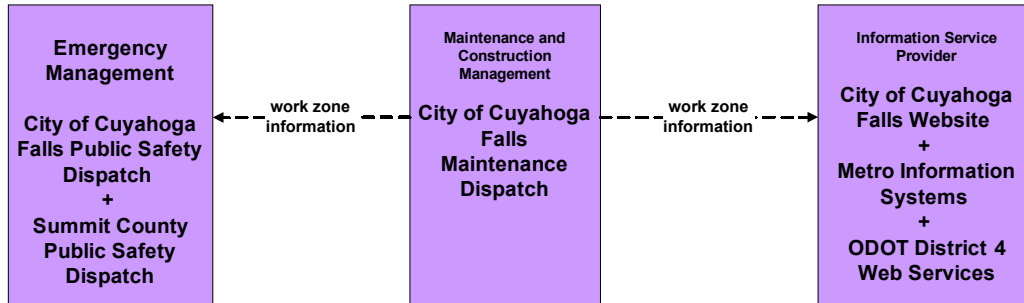 Emergency
Management
City of Cuyahoga
Falls Public Safety
Dispatch
+
Summit County
Public Safety
Dispatch
work zone
information
Maintenance and
Construction
Management
City of Cuyahoga
Falls
Maintenance
Dispatch
work zone
information
Information Service
Provider
City of Cuyahoga
Falls Website
+
Metro Information
Systems
+
ODOT District 4
Web Services